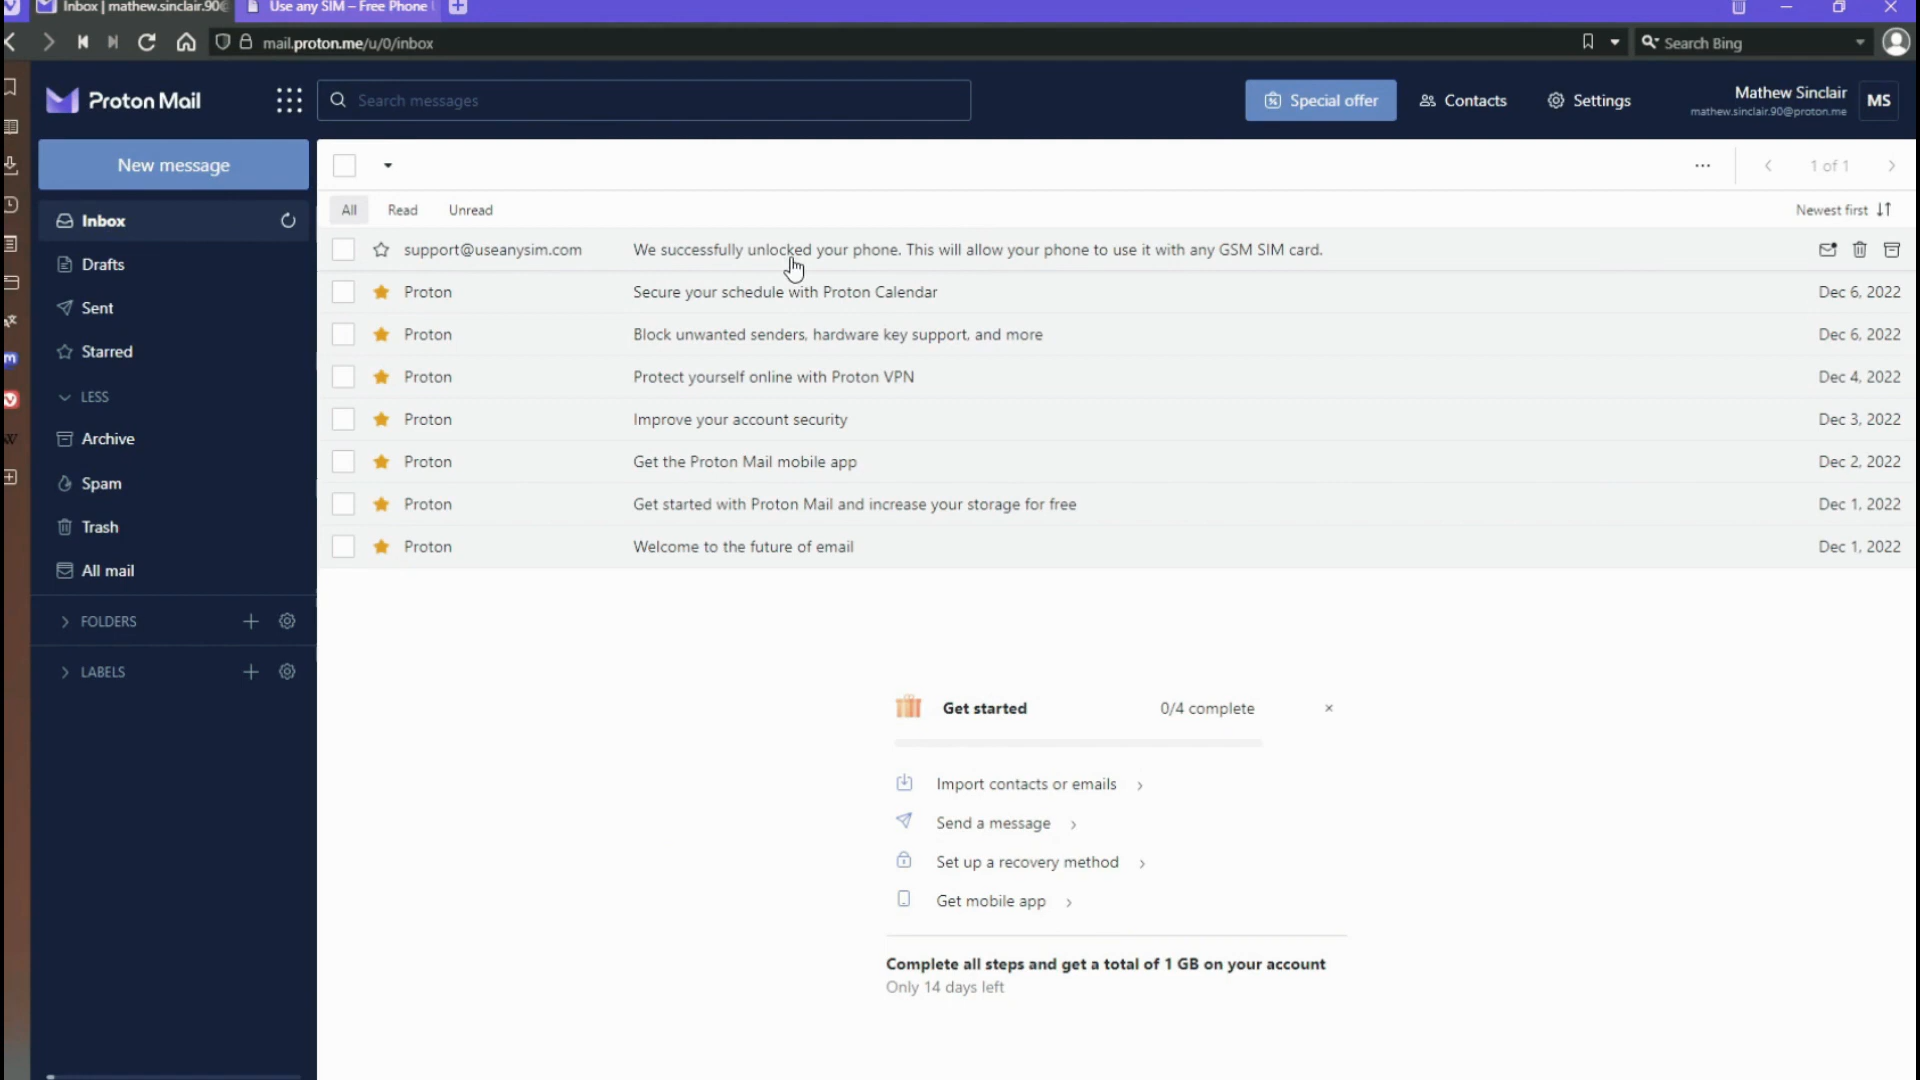 Inbox | mathew.sinclair.90@ Use any SIM – Free Phone
mail.proton.me/u/0/inbox Search Bing
Proton Mail Search messages Special offer Contacts Settings Mathew Sinclair MS
mathew.sinclair.90@proton.me
New message 1 of 1
Inbox All Read Unread Newest first
support@useanysim.com We successfully unlocked your phone. This will allow your phone to use it with any GSM SIM card.
Drafts
Proton Secure your schedule with Proton Calendar Dec 6, 2022
Sent
Proton Block unwanted senders, hardware key support, and more Dec 6, 2022
Starred
Proton Protect yourself online with Proton VPN Dec 4, 2022
LESS
Proton Improve your account security Dec 3, 2022
Archive
Proton Get the Proton Mail mobile app Dec 2, 2022
Spam
Proton Get started with Proton Mail and increase your storage for free Dec 1, 2022
Trash
Proton Welcome to the future of email Dec 1, 2022
All mail
FOLDERS
LABELS
Get started 0/4 complete
Import contacts or emails
Send a message
Set up a recovery method
Get mobile app
Complete all steps and get a total of 1 GB on your account
Only 14 days left